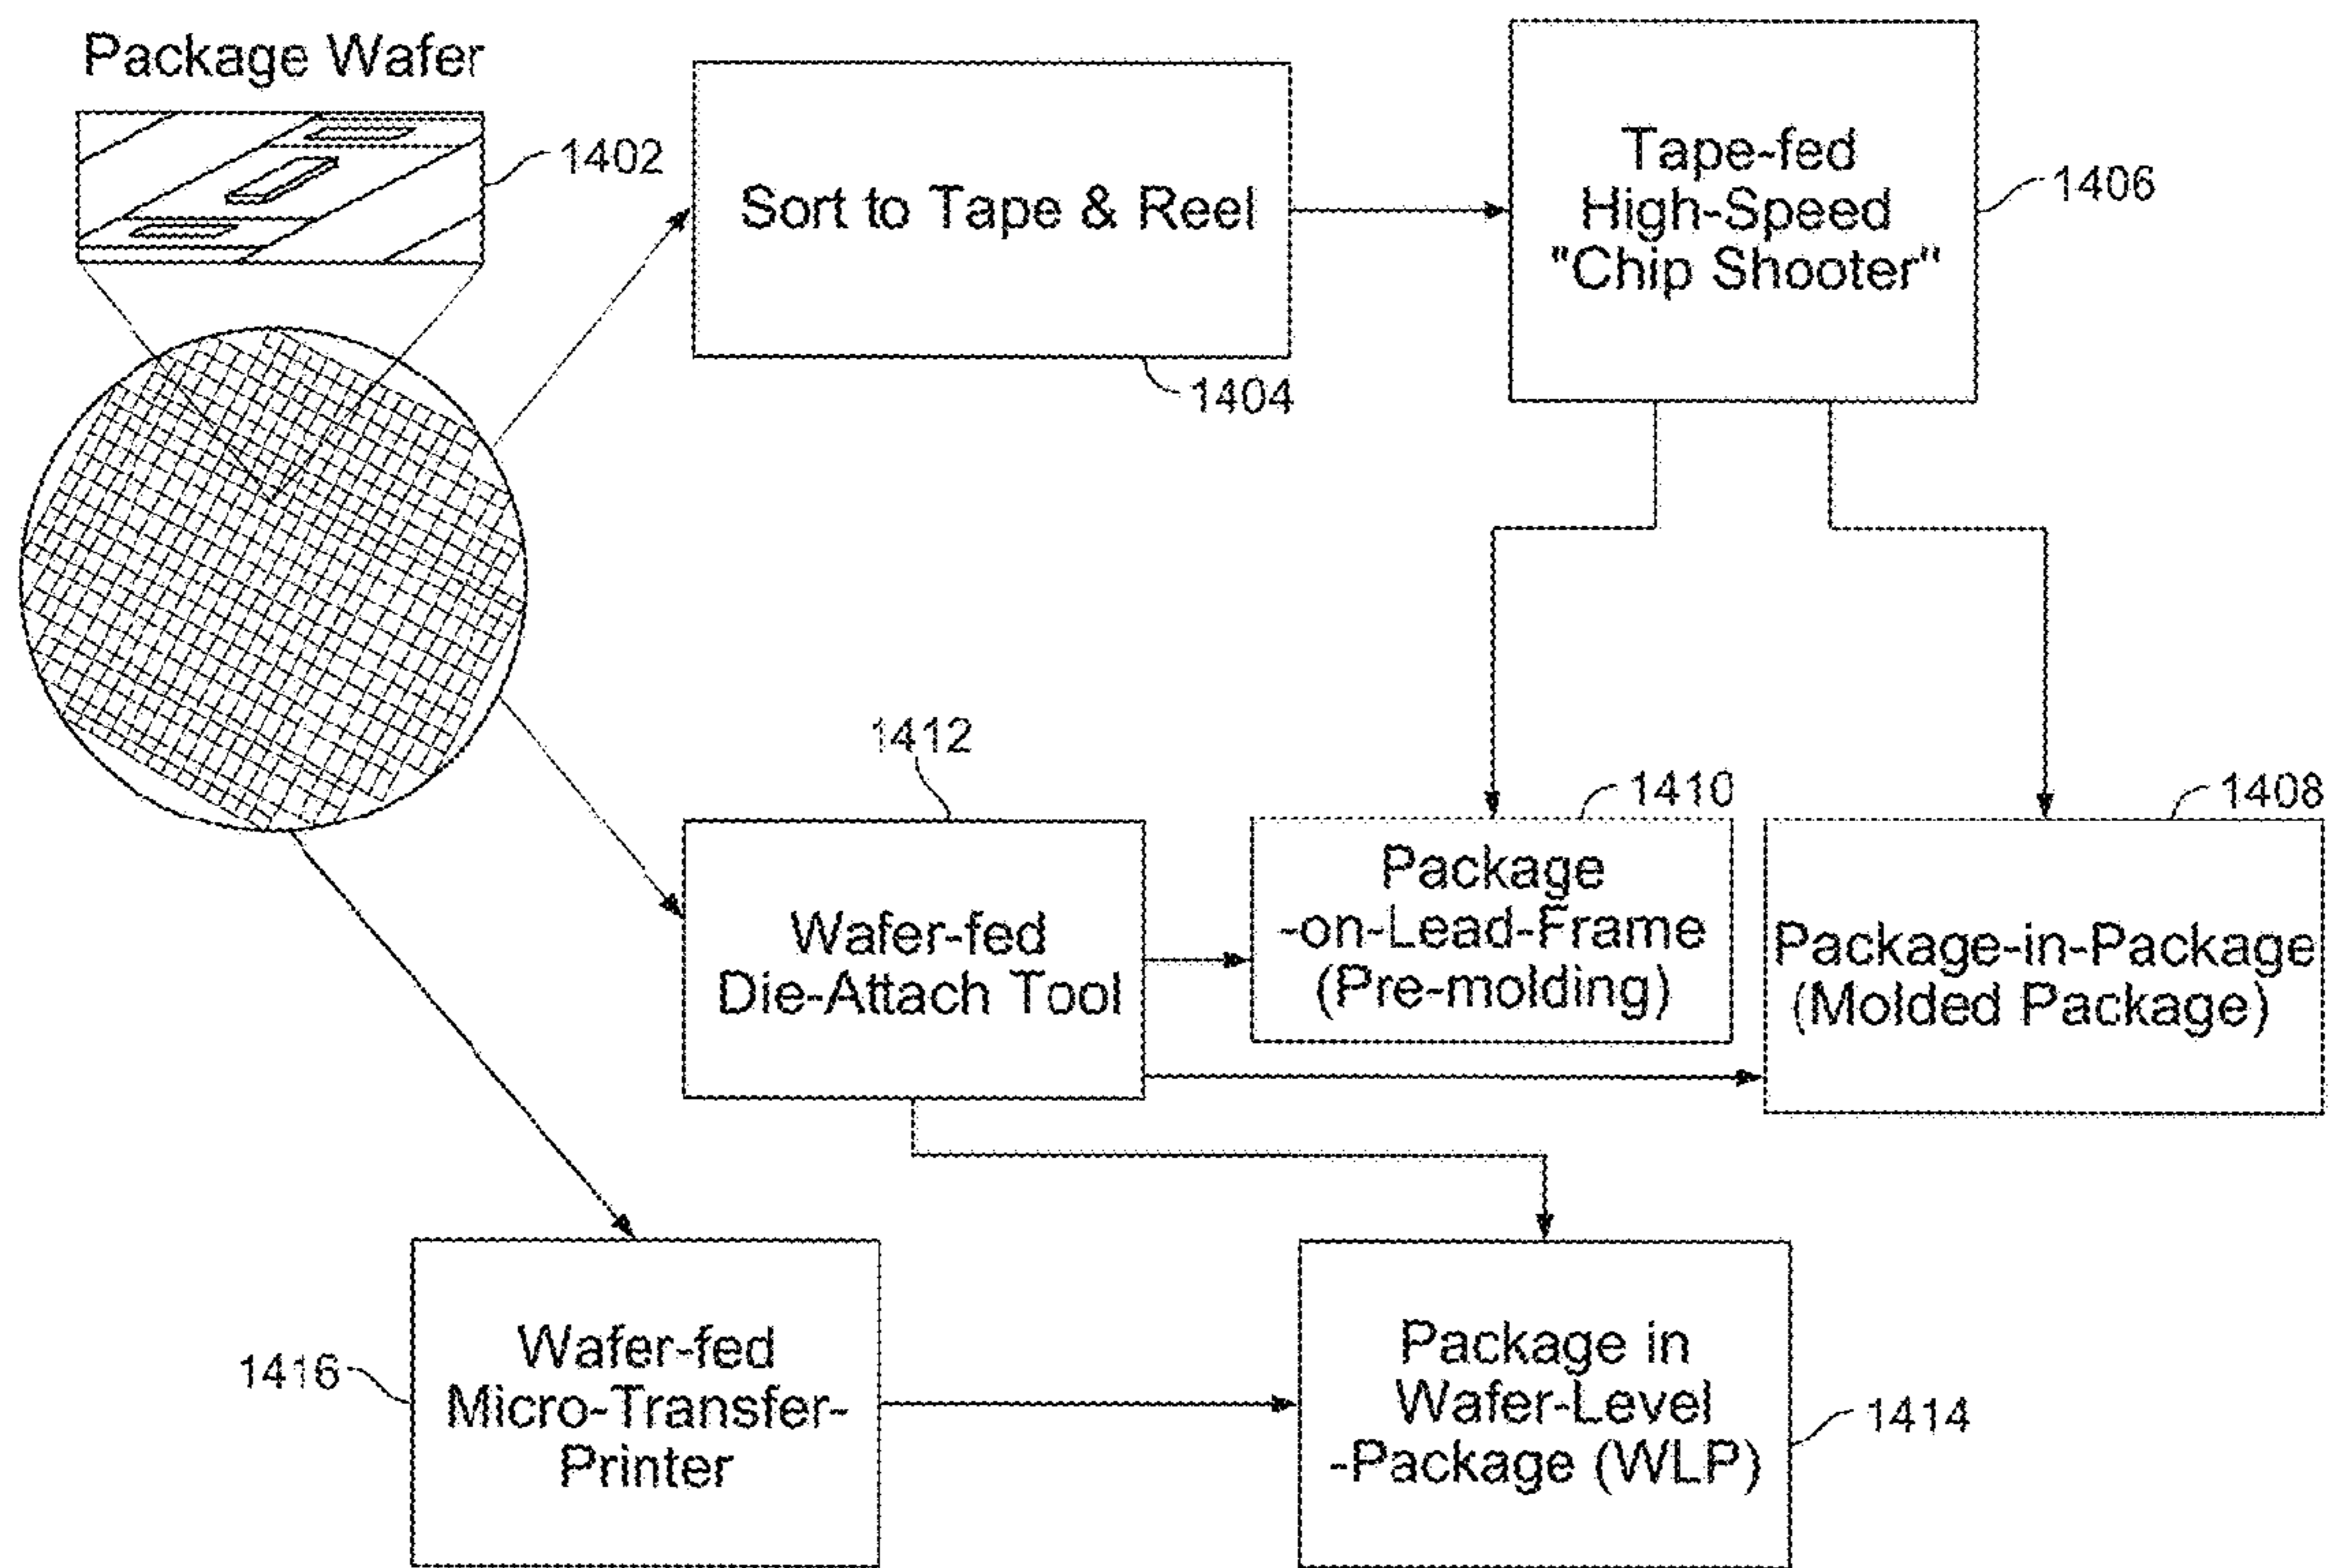 Package Wafer
1402
Sort to Tape & Reel
1404
Tape-fed
High-Speed
"Chip Shooter"
1406
1412
Wafer-fed
Die-Attach Tool
1410
Package
-on-Lead-Frame
(Pre-molding)
1408
Package-in-Package
(Molded Package)
1416
Wafer-fed
Micro-Transfer-
Printer
Package in
Wafer-Level
-Package (WLP)
1414